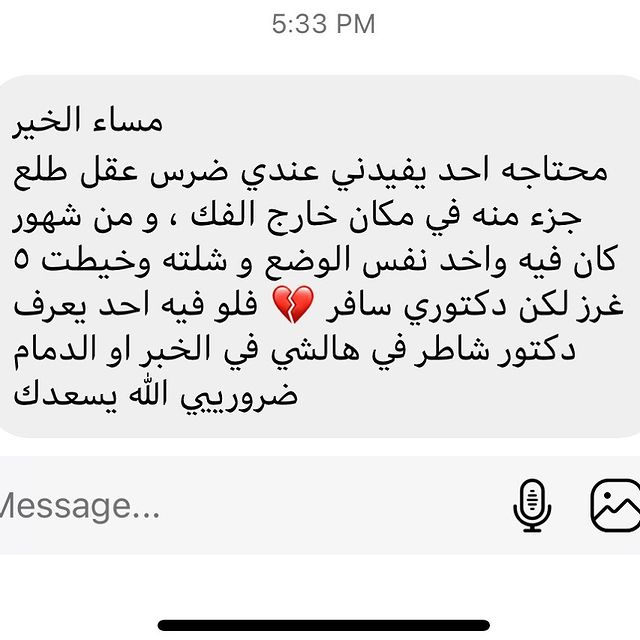 5:33 PM
مساء الخير
محتاجه احد يفيدني عندي ضرس عقل طلع
جزء منه في مكان خارج الفك ، و من شهور
كان فيه واخد نفس الوضع و شلته وخيطت ٥
غرز لكن دكتوري سافر 💔 فلو فيه احد يعرف
دكتور شاطر في هالشي في الخبر او الدمام
ضروريبي الله يسعدك
Message...